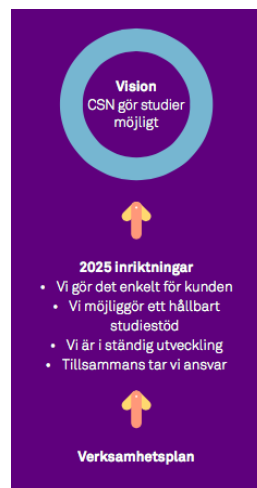 Vision
CSN gör studier
möjligt
2025 inriktningar
• Vi gör det enkelt för kunden
• Vi möjliggör ett hållbart
studiestöd
• Vi är i ständig utveckling
• Tillsammans tar vi ansvar
Verksamhetsplan